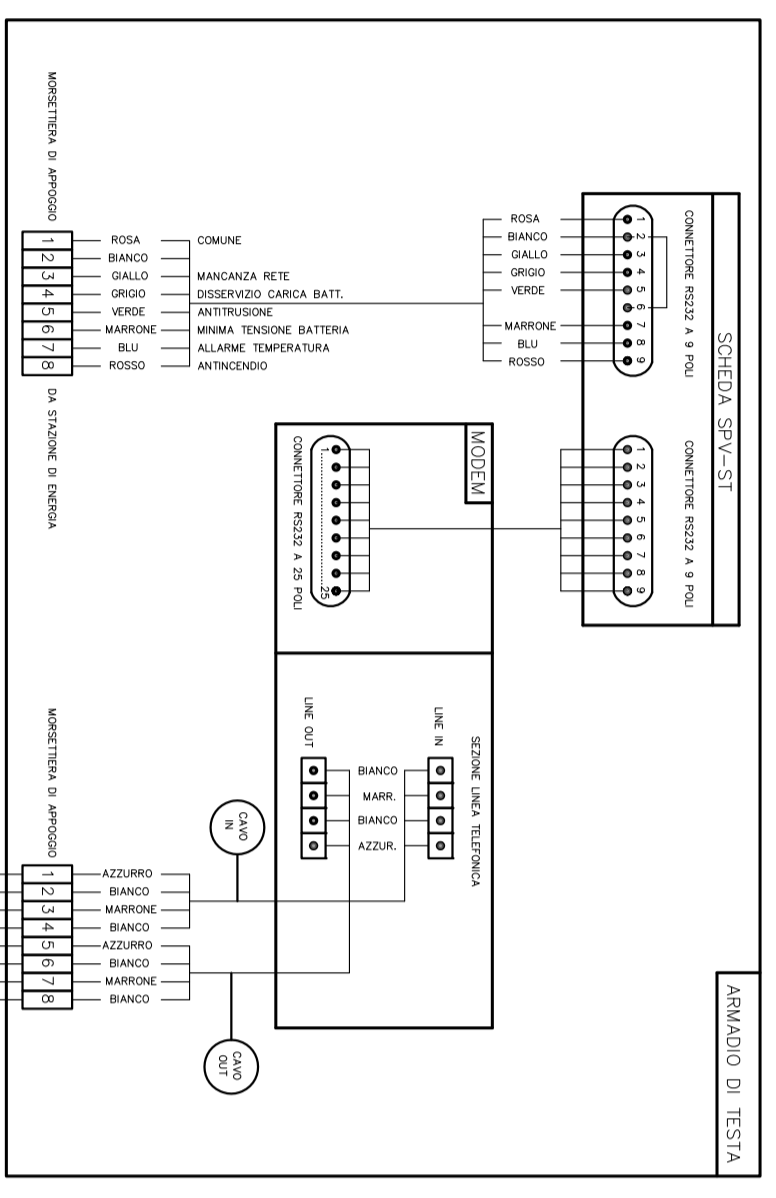 ARMADIO DI TESTA
SCHEDA SPV-ST
CONNETTORE RS232 A 9 POLI
1 2 3 4 5 6 7 8 9
CONNETTORE RS232 A 9 POLI
1 2 3 4 5 6 7 8 9
ROSA
BIANCO
GIALLO
GRIGIO
VERDE
MARRONE
BLU
ROSSO
MODEM
1 25
CONNETTORE RS232 A 25 POLI
SEZIONE LINEA TELEFONICA
LINE IN
BIANCO
MARR.
BIANCO
AZZUR.
LINE OUT
CAVO
IN
CAVO
OUT
ROSA COMUNE
BIANCO
GIALLO MANCANZA RETE
GRIGIO DISSERVIZIO CARICA BATT.
VERDE ANTITRUSIONE
MARRONE MINIMA TENSIONE BATTERIA
BLU ALLARME TEMPERATURA
ROSSO ANTINCENDIO
MORSETTIERA DI APPOGGIO
1 2 3 4 5 6 7 8
DA STAZIONE DI ENERGIA
AZZURRO
BIANCO
MARRONE
BIANCO
AZZURRO
BIANCO
MARRONE
BIANCO
MORSETTIERA DI APPOGGIO
1 2 3 4 5 6 7 8